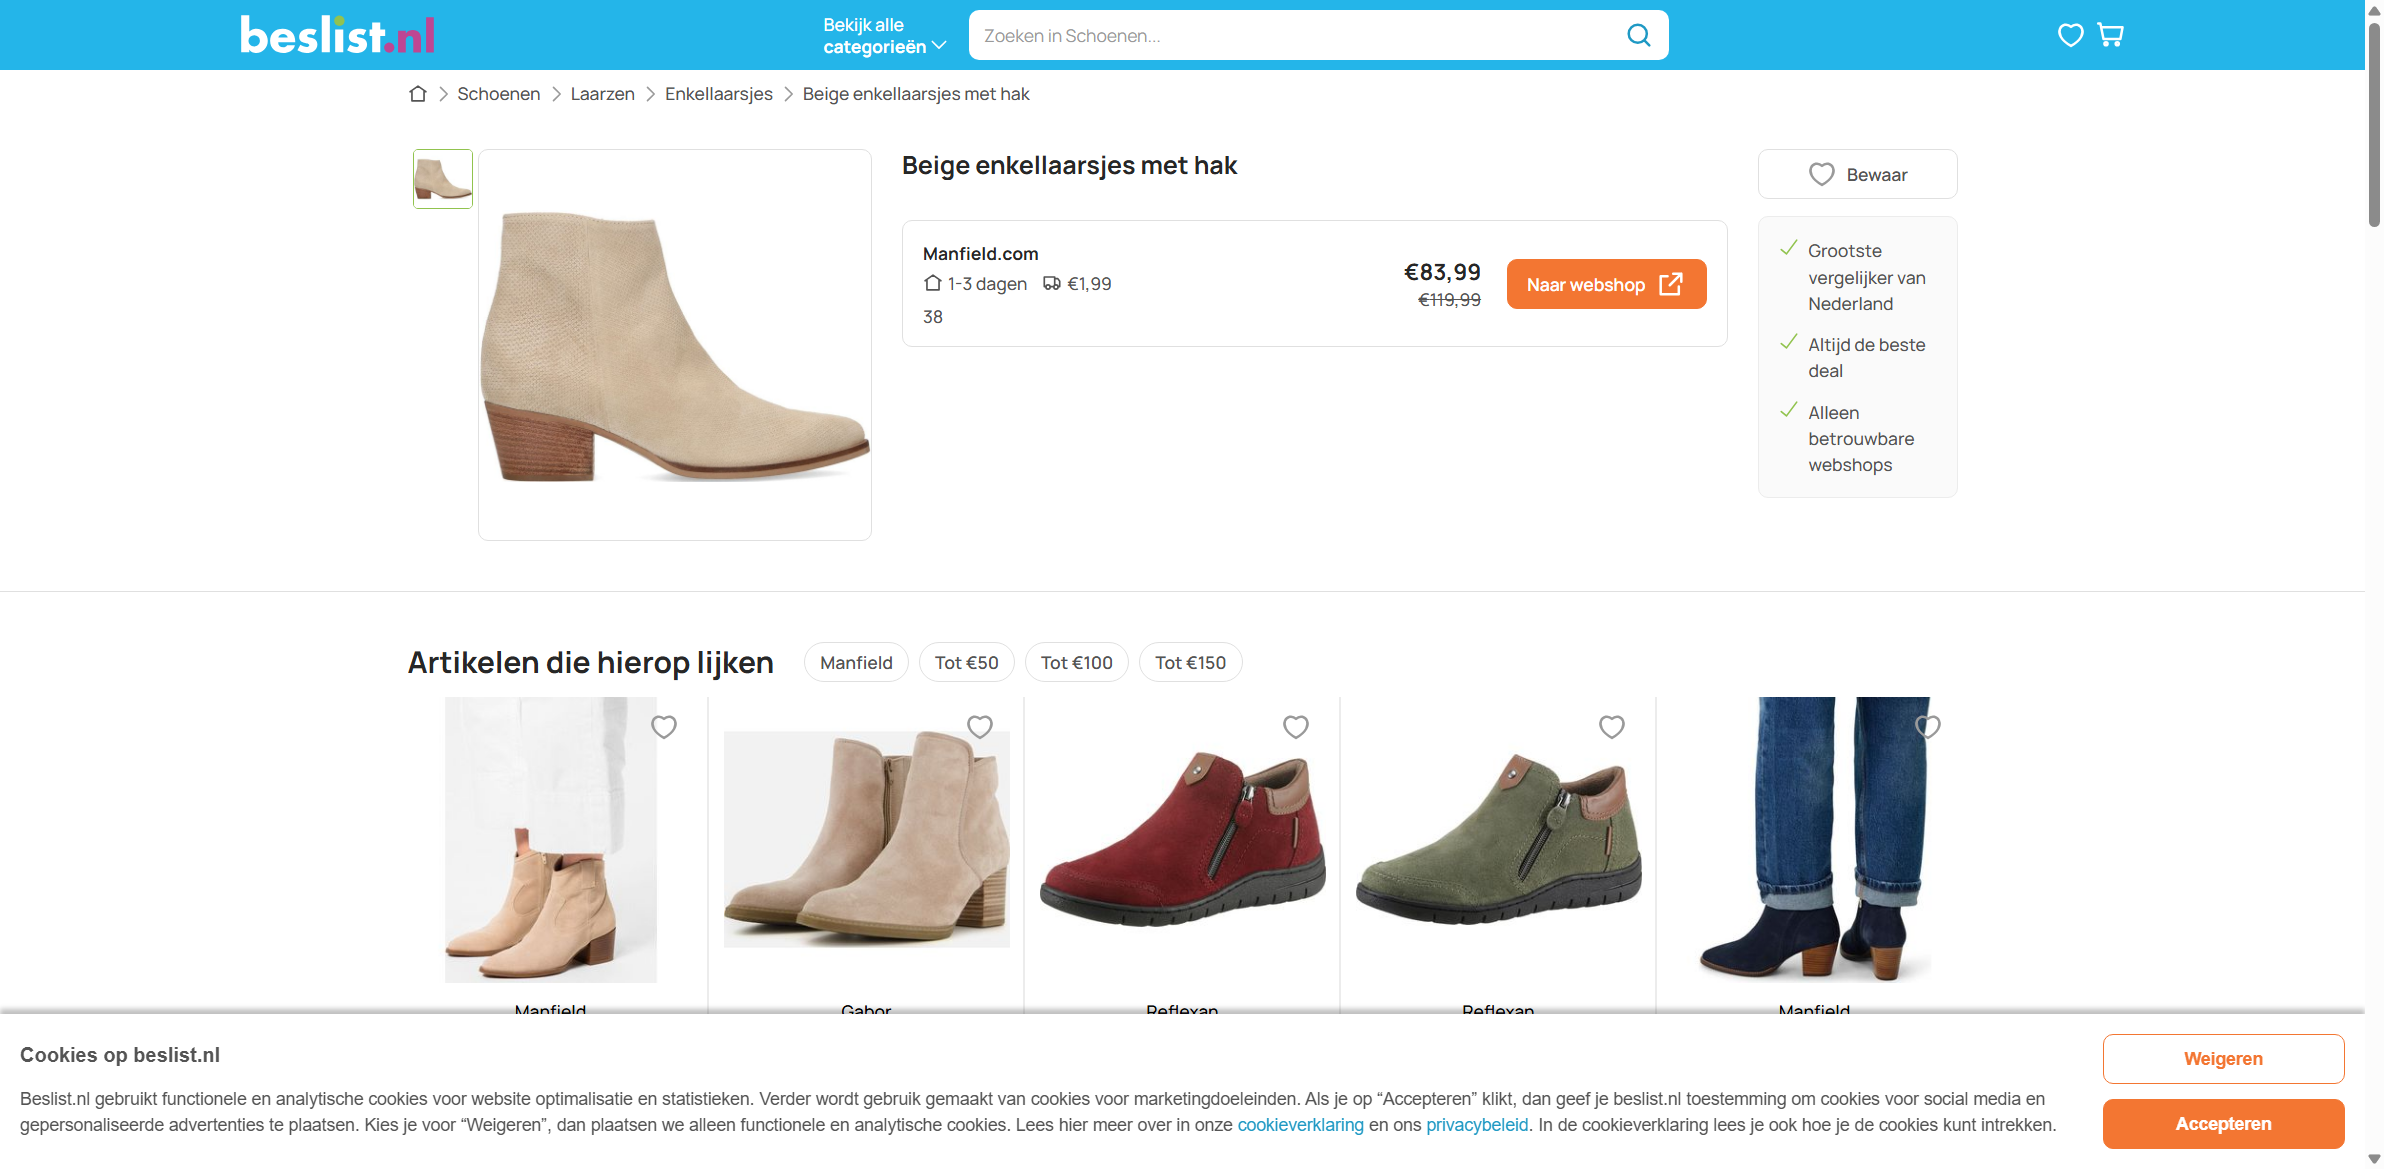 beslist.nl
Bekijk alle
categorieën
Zoeken in Schoenen...
Schoenen
Laarzen
Enkellaarsjes
Beige enkellaarsjes met hak
Beige enkellaarsjes met hak
Manfield.com
1-3 dagen
€1,99
38
€83,99
€119,99
Naar webshop
Bewaar
Grootste
vergelijker van
Nederland
Altijd de beste
deal
Alleen
betrouwbare
webshops
Artikelen die hierop lijken
Manfield
Tot €50
Tot €100
Tot €150
Manfield
Gabor
Reflexan
Reflexan
Manfield
Cookies op beslist.nl
Beslist.nl gebruikt functionele en analytische cookies voor website optimalisatie en statistieken. Verder wordt gebruik gemaakt van cookies voor marketingdoeleinden. Als je op “Accepteren” klikt, dan geef je beslist.nl toestemming om cookies voor social media en
gepersonaliseerde advertenties te plaatsen. Kies je voor “Weigeren”, dan plaatsen we alleen functionele en analytische cookies. Lees hier meer over in onze cookieverklaring en ons privacybeleid. In de cookieverklaring lees je ook hoe je de cookies kunt intrekken.
Weigeren
Accepteren